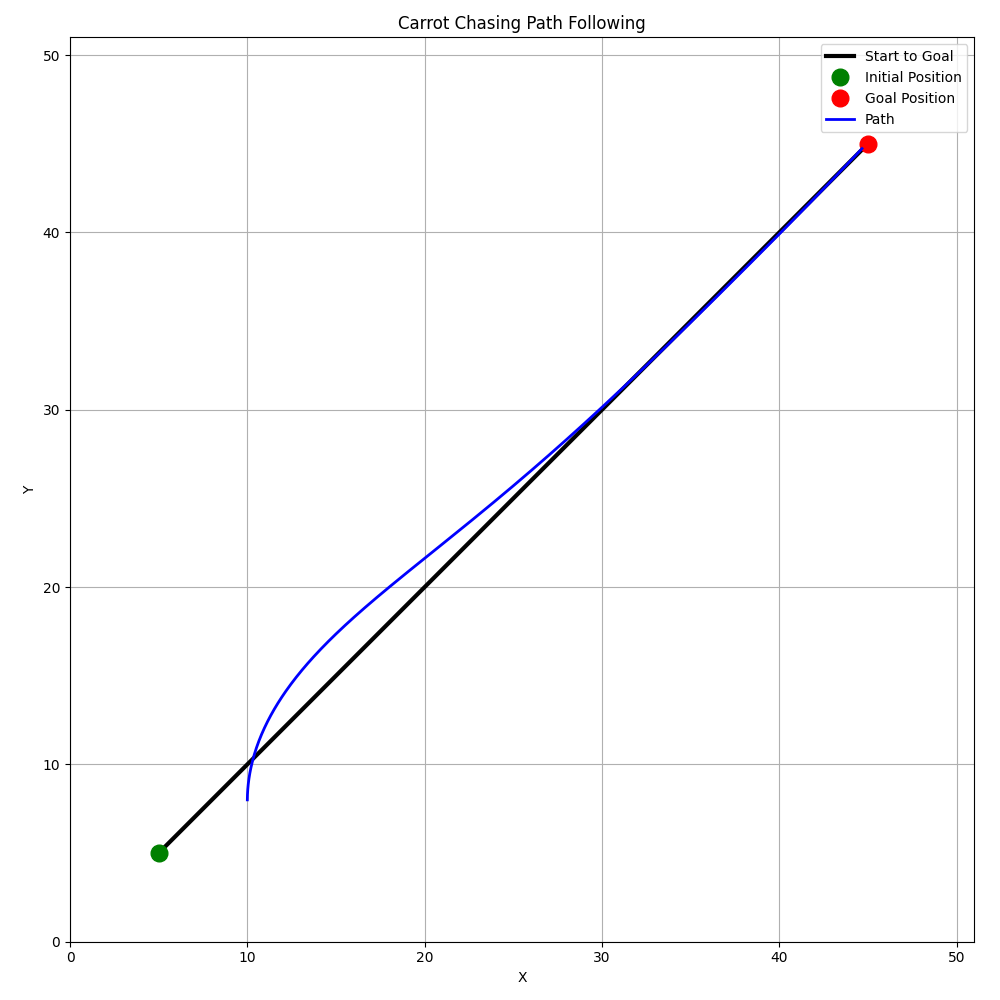 Carrot Chasing Path Following
Start to Goal
Initial Position
Goal Position
Path
50
40
30
20
10
0
Y
0 10 20 30 40 50
X